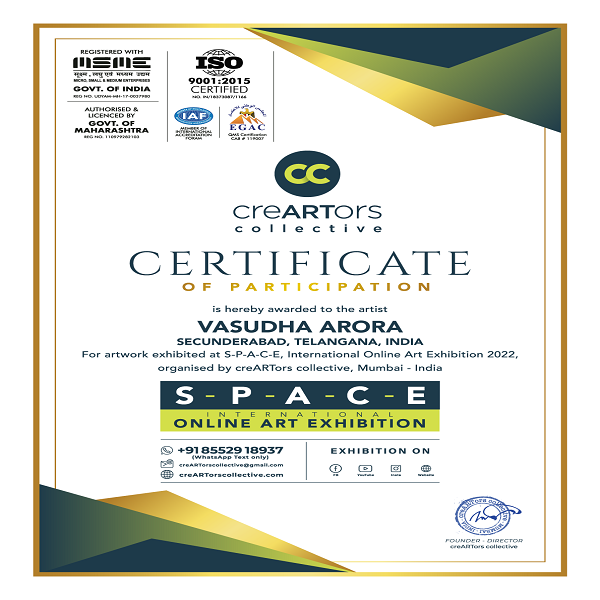 REGISTERED WITH
MSME
सूक्ष्म, लघु एवं मध्यम उद्यम
MICRO, SMALL & MEDIUM ENTERPRISES
GOVT. OF INDIA
REG NO. UDYAM-MH-17-0037980
AUTHORISED &
LICENCED BY
GOVT. OF
MAHARASHTRA
REG NO. 110979282103
ISO
9001:2015
CERTIFIED
NO. IN/18373887/1166
IAF
MEMBER OF
INTERNATIONAL
ACCREDITATION
FORAM
EGAC
QMS Certification
CAB # 119007
CC
creARTors
collective
CERTIFICATE
OF PARTICIPATION
is hereby awarded to the artist
VASUDHA ARORA
SECUNDERABAD, TELANGANA, INDIA
For artwork exhibited at S-P-A-C-E, International Online Art Exhibition 2022,
organised by creARTors collective, Mumbai - India
S-P-A-C-E
INTERNATIONAL
ONLINE ART EXHIBITION
+91 85529 18937
(WhatsApp Text only)
creARTorscollective@gmail.com
creARTorscollective.com
EXHIBITION ON
FB
YouTube
Insta
Website
FOUNDER - DIRECTOR
creARTors collective